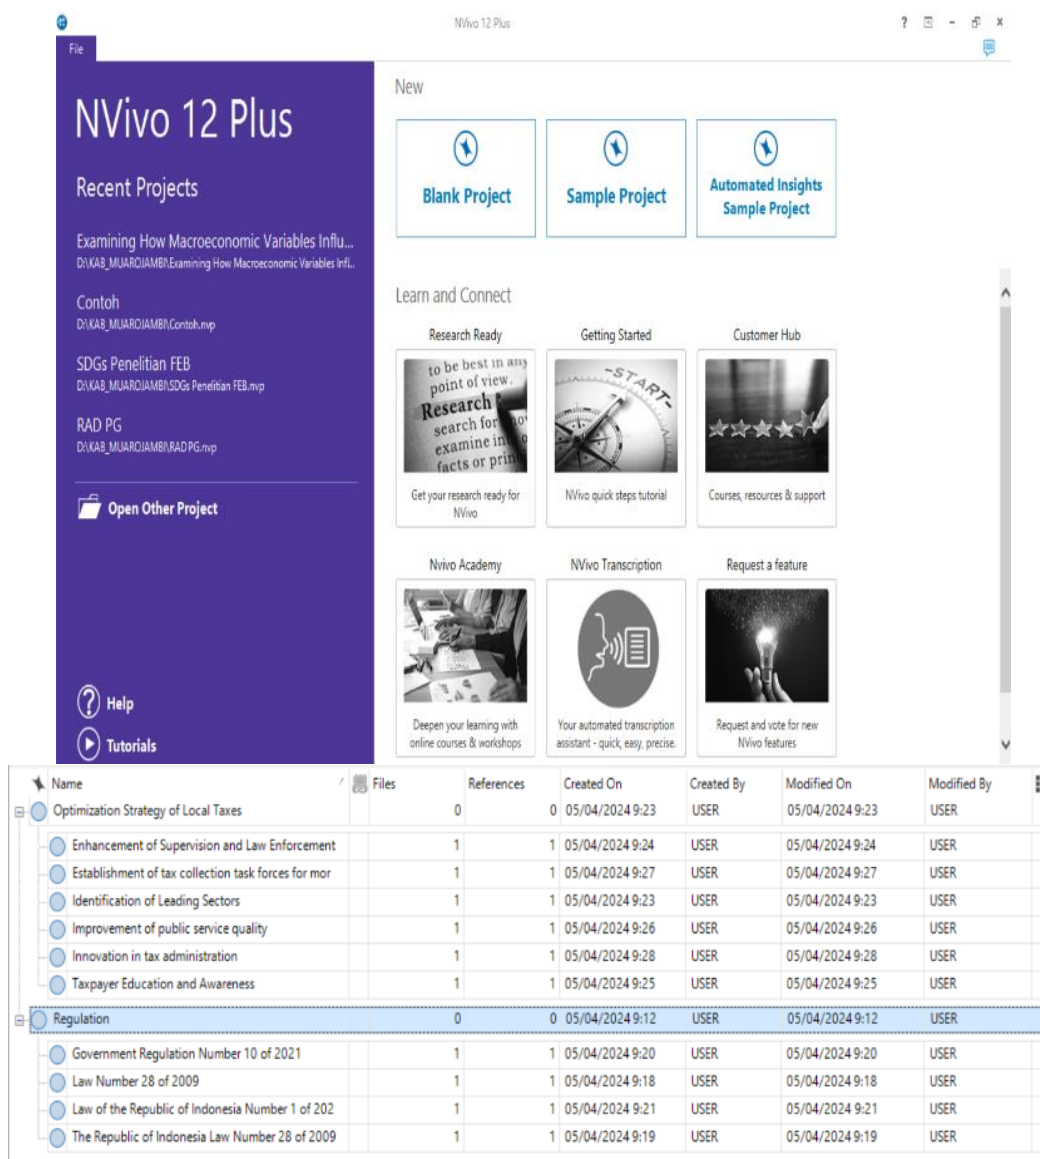 NVivo 12 Plus
?
File
NVivo 12 Plus
Recent Projects
Examining How Macroeconomic Variables Influ...
D:\KAB_MUAROJAMBI\Examining How Macroeconomic Variables Infl..
Contoh
D:\KAB_MUAROJAMBI\Contoh.nvp
SDGs Penelitian FEB
D:\KAB_MUAROJAMBI\SDGs Penelitian FEB.nvp
RAD PG
D:\KAB_MUAROJAMBI\RAD PG.nvp
Open Other Project
? Help
Tutorials
New
Blank Project
Sample Project
Automated Insights
Sample Project
Learn and Connect
Research Ready
to be best in any
point of view.
Research
search for
examine in
facts or prin
Get your research ready for
NVivo
Getting Started
-START-
NVivo quick steps tutorial
Customer Hub
Courses, resources & support
Nvivo Academy
Deepen your learning with
online courses & workshops
NVivo Transcription
Your automated transcription
assistant - quick, easy, precise.
Request a feature
Request and vote for new
NVivo features
Name Files References Created On Created By Modified On Modified By
Optimization Strategy of Local Taxes 0 0 05/04/2024 9:23 USER 05/04/2024 9:23 USER
Enhancement of Supervision and Law Enforcement 1 1 05/04/2024 9:24 USER 05/04/2024 9:24 USER
Establishment of tax collection task forces for mor 1 1 05/04/2024 9:27 USER 05/04/2024 9:27 USER
Identification of Leading Sectors 1 1 05/04/2024 9:23 USER 05/04/2024 9:23 USER
Improvement of public service quality 1 1 05/04/2024 9:26 USER 05/04/2024 9:26 USER
Innovation in tax administration 1 1 05/04/2024 9:28 USER 05/04/2024 9:28 USER
Taxpayer Education and Awareness 1 1 05/04/2024 9:25 USER 05/04/2024 9:25 USER
Regulation 0 0 05/04/2024 9:12 USER 05/04/2024 9:12 USER
Government Regulation Number 10 of 2021 1 1 05/04/2024 9:20 USER 05/04/2024 9:20 USER
Law Number 28 of 2009 1 1 05/04/2024 9:18 USER 05/04/2024 9:18 USER
Law of the Republic of Indonesia Number 1 of 202 1 1 05/04/2024 9:21 USER 05/04/2024 9:21 USER
The Republic of Indonesia Law Number 28 of 2009 1 1 05/04/2024 9:19 USER 05/04/2024 9:19 USER